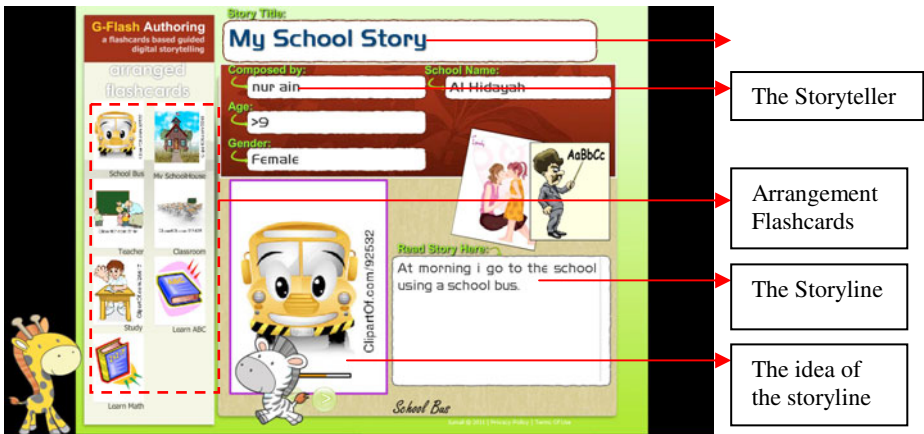 Story Title:
My School Story
G-Flash Authoring
a flashcards based guided
digital storytelling
arranged
flashcards
Composed by:
nur ain
School Name:
Al Hidayah
Age:
>9
Gender:
Female
School Bus
My SchoolHouse
Teacher
Classroom
Study
Learn ABC
Learn Math
AaBbCc
ClipartOf.com/92532
School Bus
Read Story Here:
At morning i go to the school
using a school bus.
The Storyteller
Arrangement
Flashcards
The Storyline
The idea of
the storyline